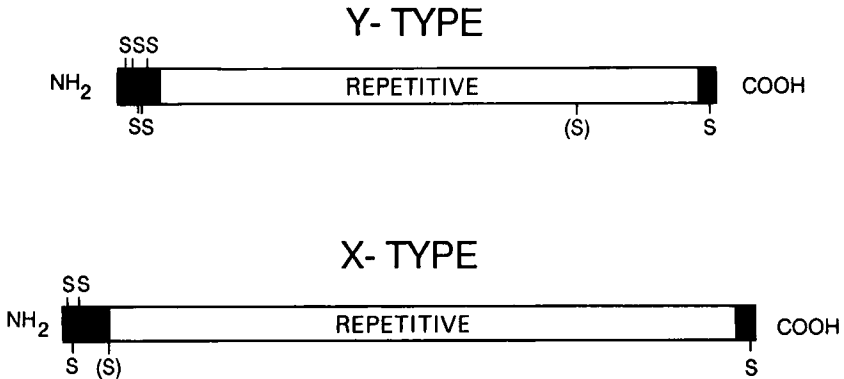 Y- TYPE
SSS
NH2 REPETITIVE COOH
SS (S) S
X- TYPE
SS
NH2 REPETITIVE COOH
S (S) S